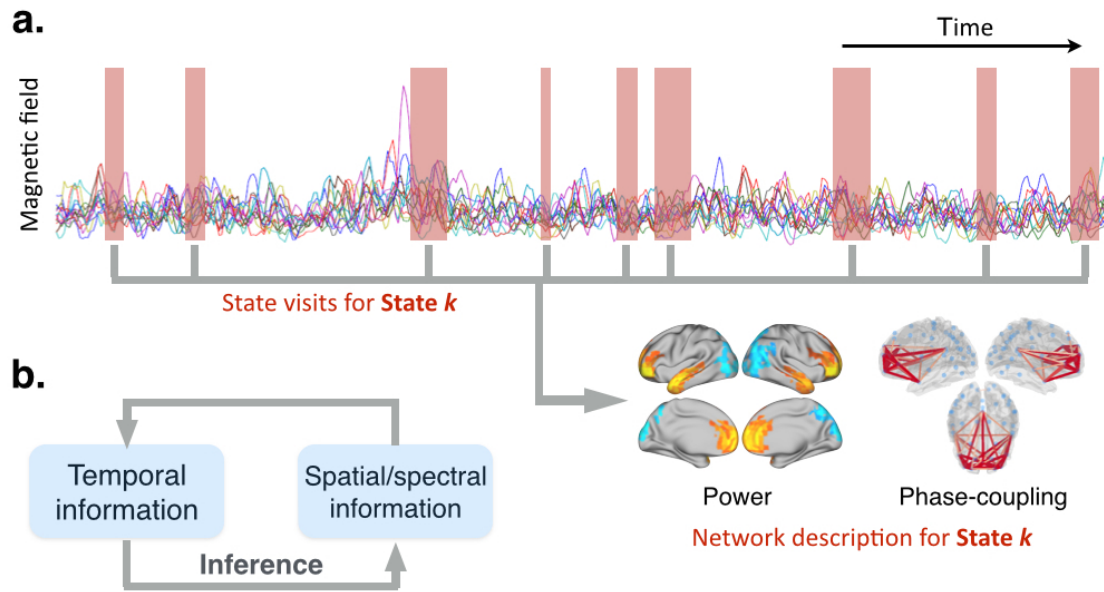 a.
Time
Magnetic field
State visits for State k
b.
Temporal
information
Spatial/spectral
information
Inference
Power
Phase-coupling
Network description for State k